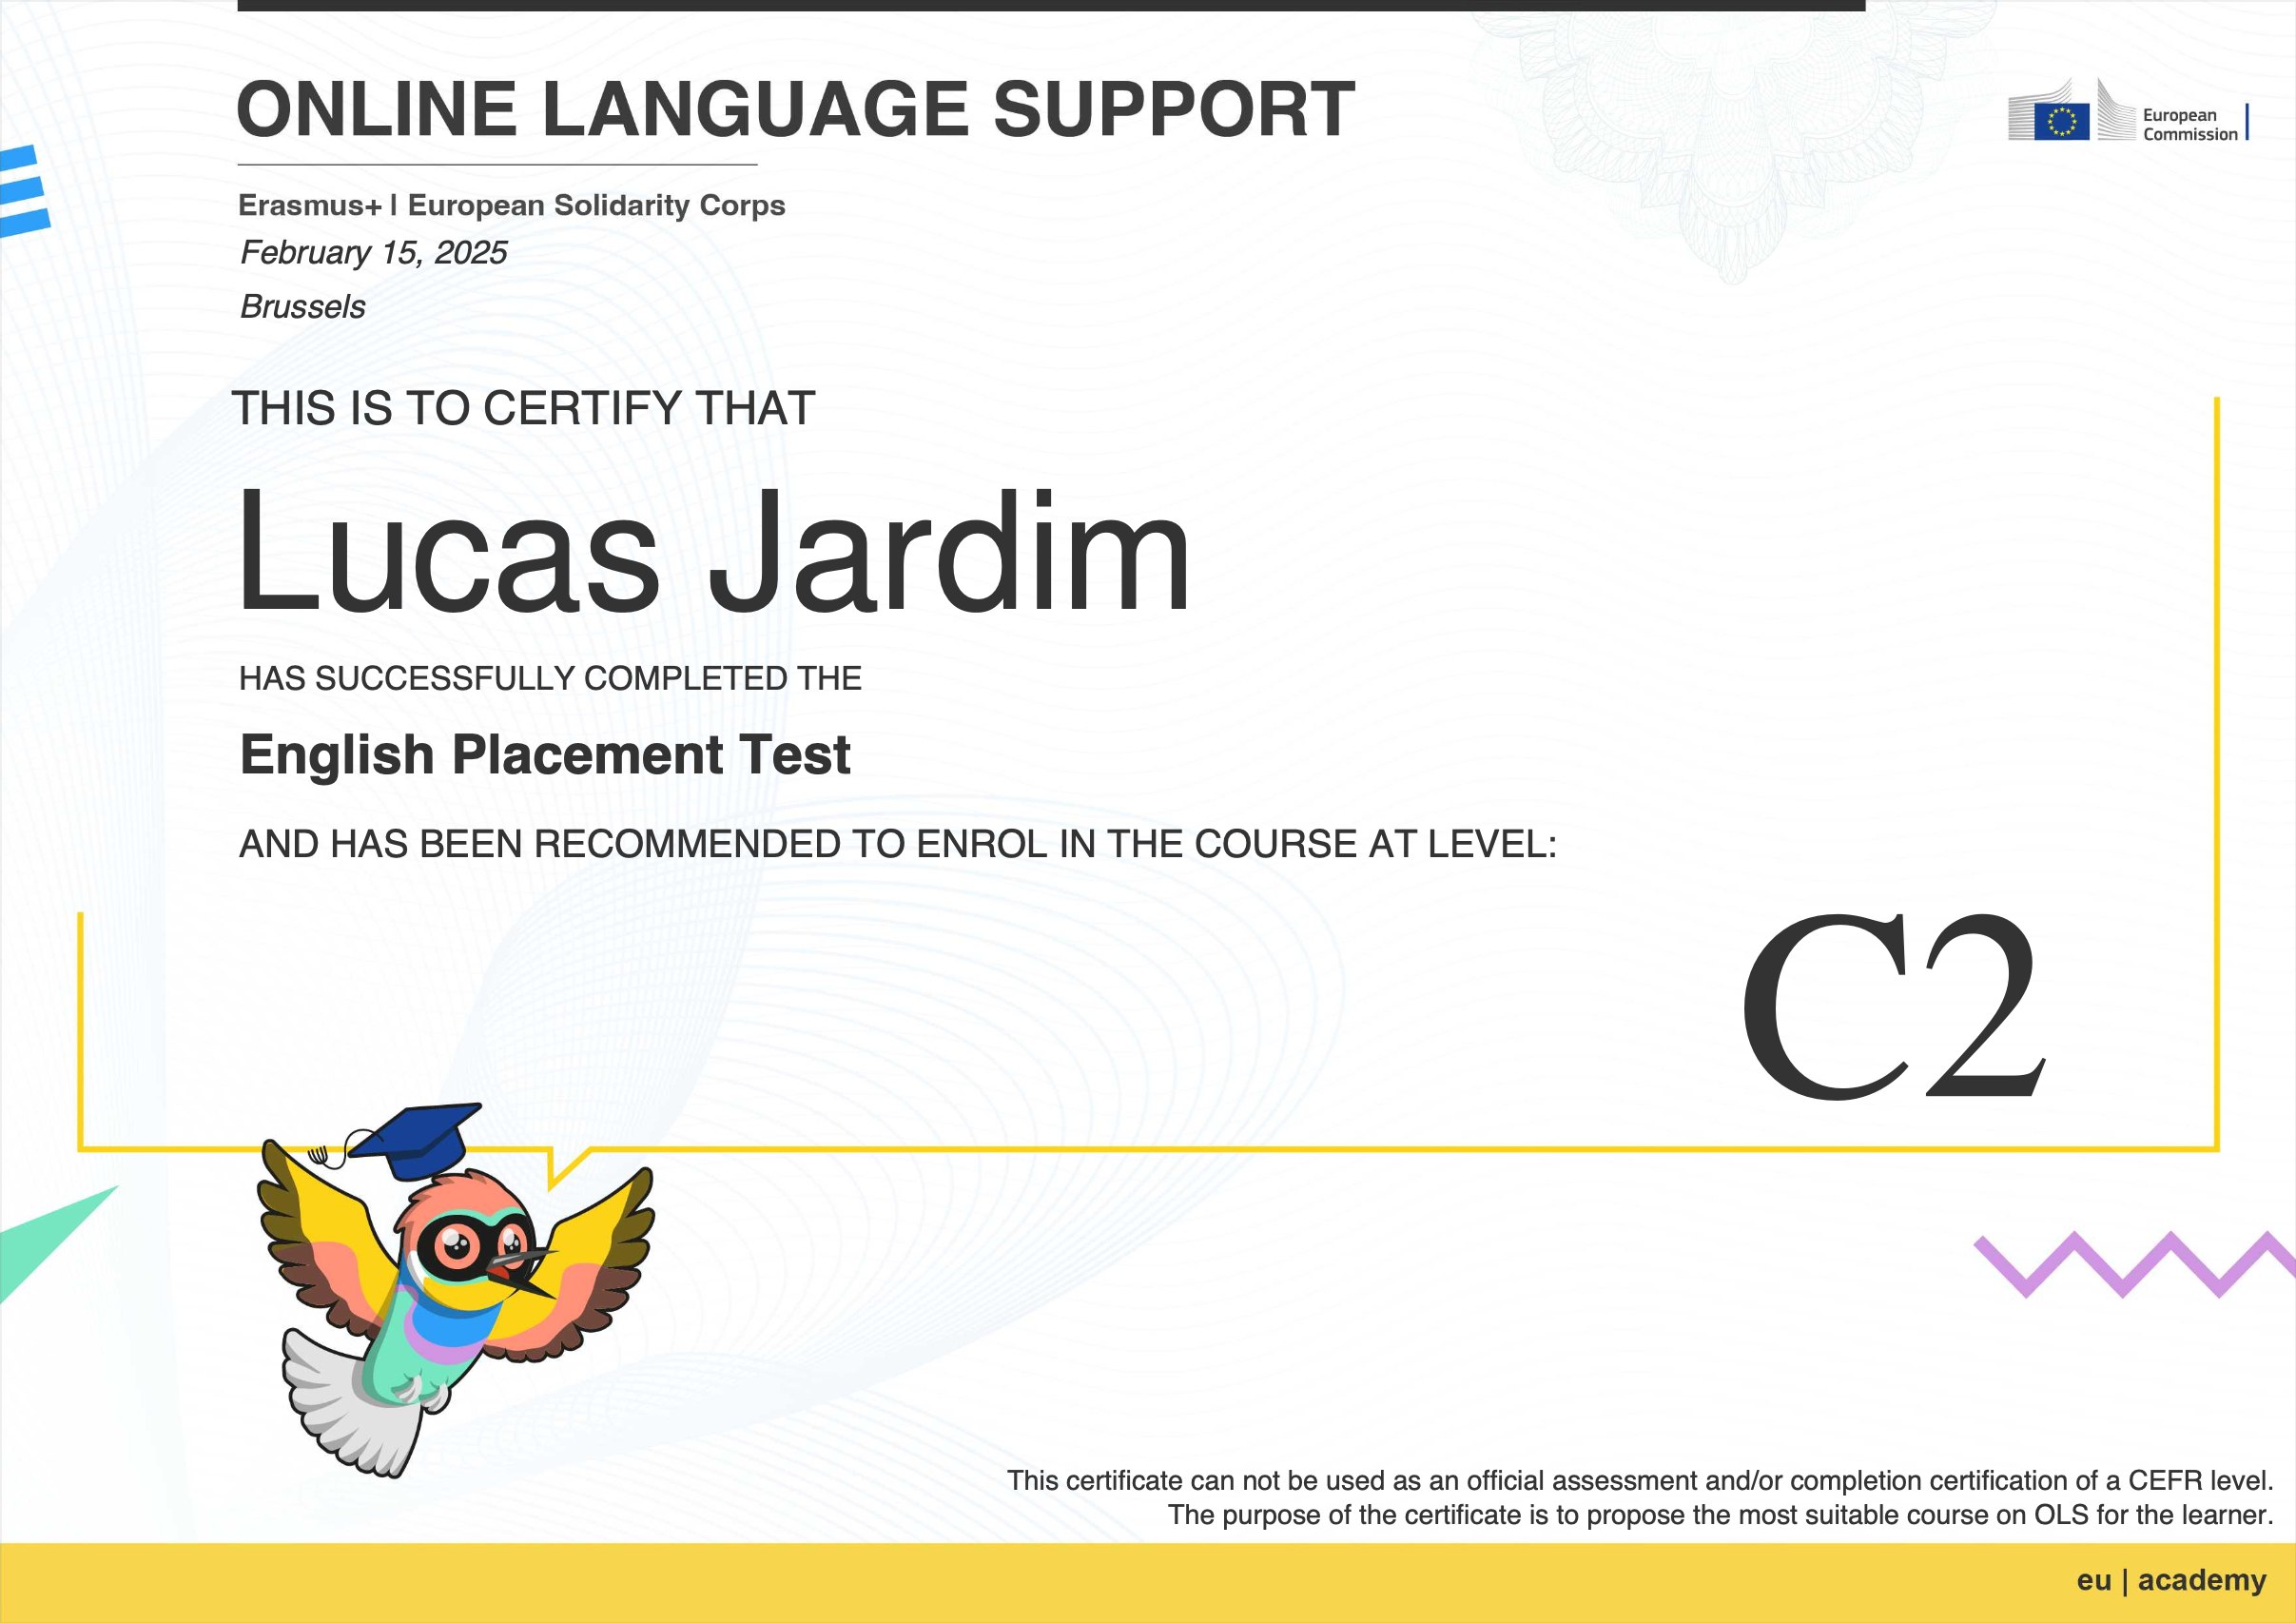 ONLINE LANGUAGE SUPPORT
European
Commission
Erasmus+ | European Solidarity Corps
February 15, 2025
Brussels
THIS IS TO CERTIFY THAT
Lucas Jardim
HAS SUCCESSFULLY COMPLETED THE
English Placement Test
AND HAS BEEN RECOMMENDED TO ENROL IN THE COURSE AT LEVEL:
C2
This certificate can not be used as an official assessment and/or completion certification of a CEFR level.
The purpose of the certificate is to propose the most suitable course on OLS for the learner.
eu | academy